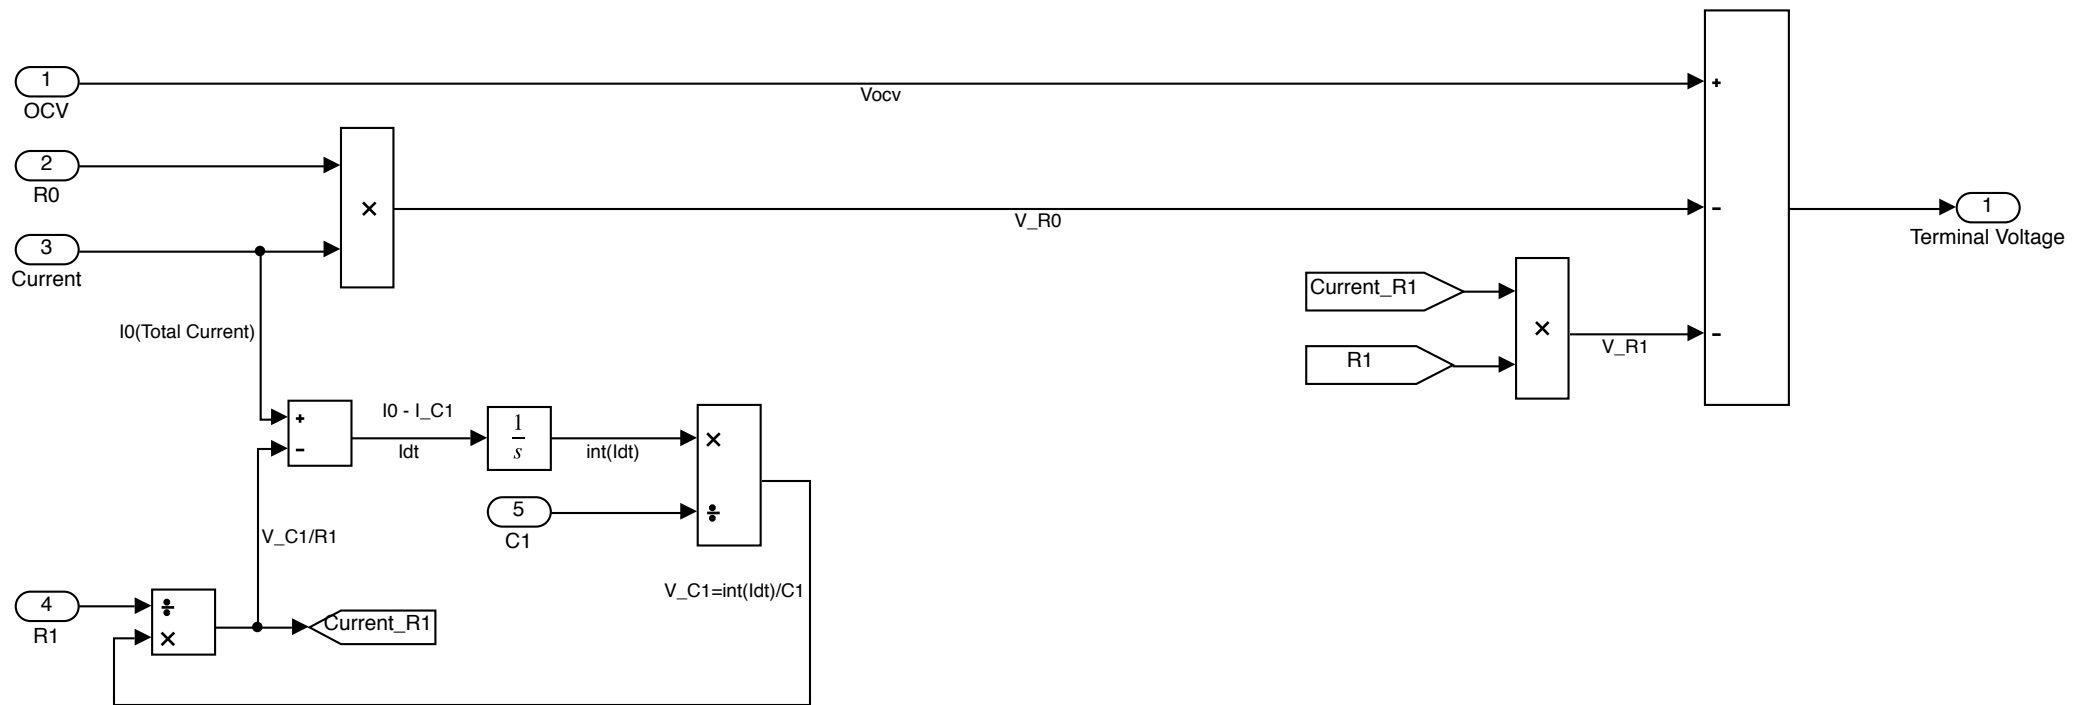 1
OCV
Vocv
+
2
R0
×
V_R0
-
1
Terminal Voltage
3
Current
Current_R1
×
R1
V_R1
-
I0(Total Current)
+
-
I0 - I_C1
Idt
1
s
int(Idt)
×
÷
5
C1
V_C1/R1
V_C1=int(Idt)/C1
4
R1
÷
×
Current_R1